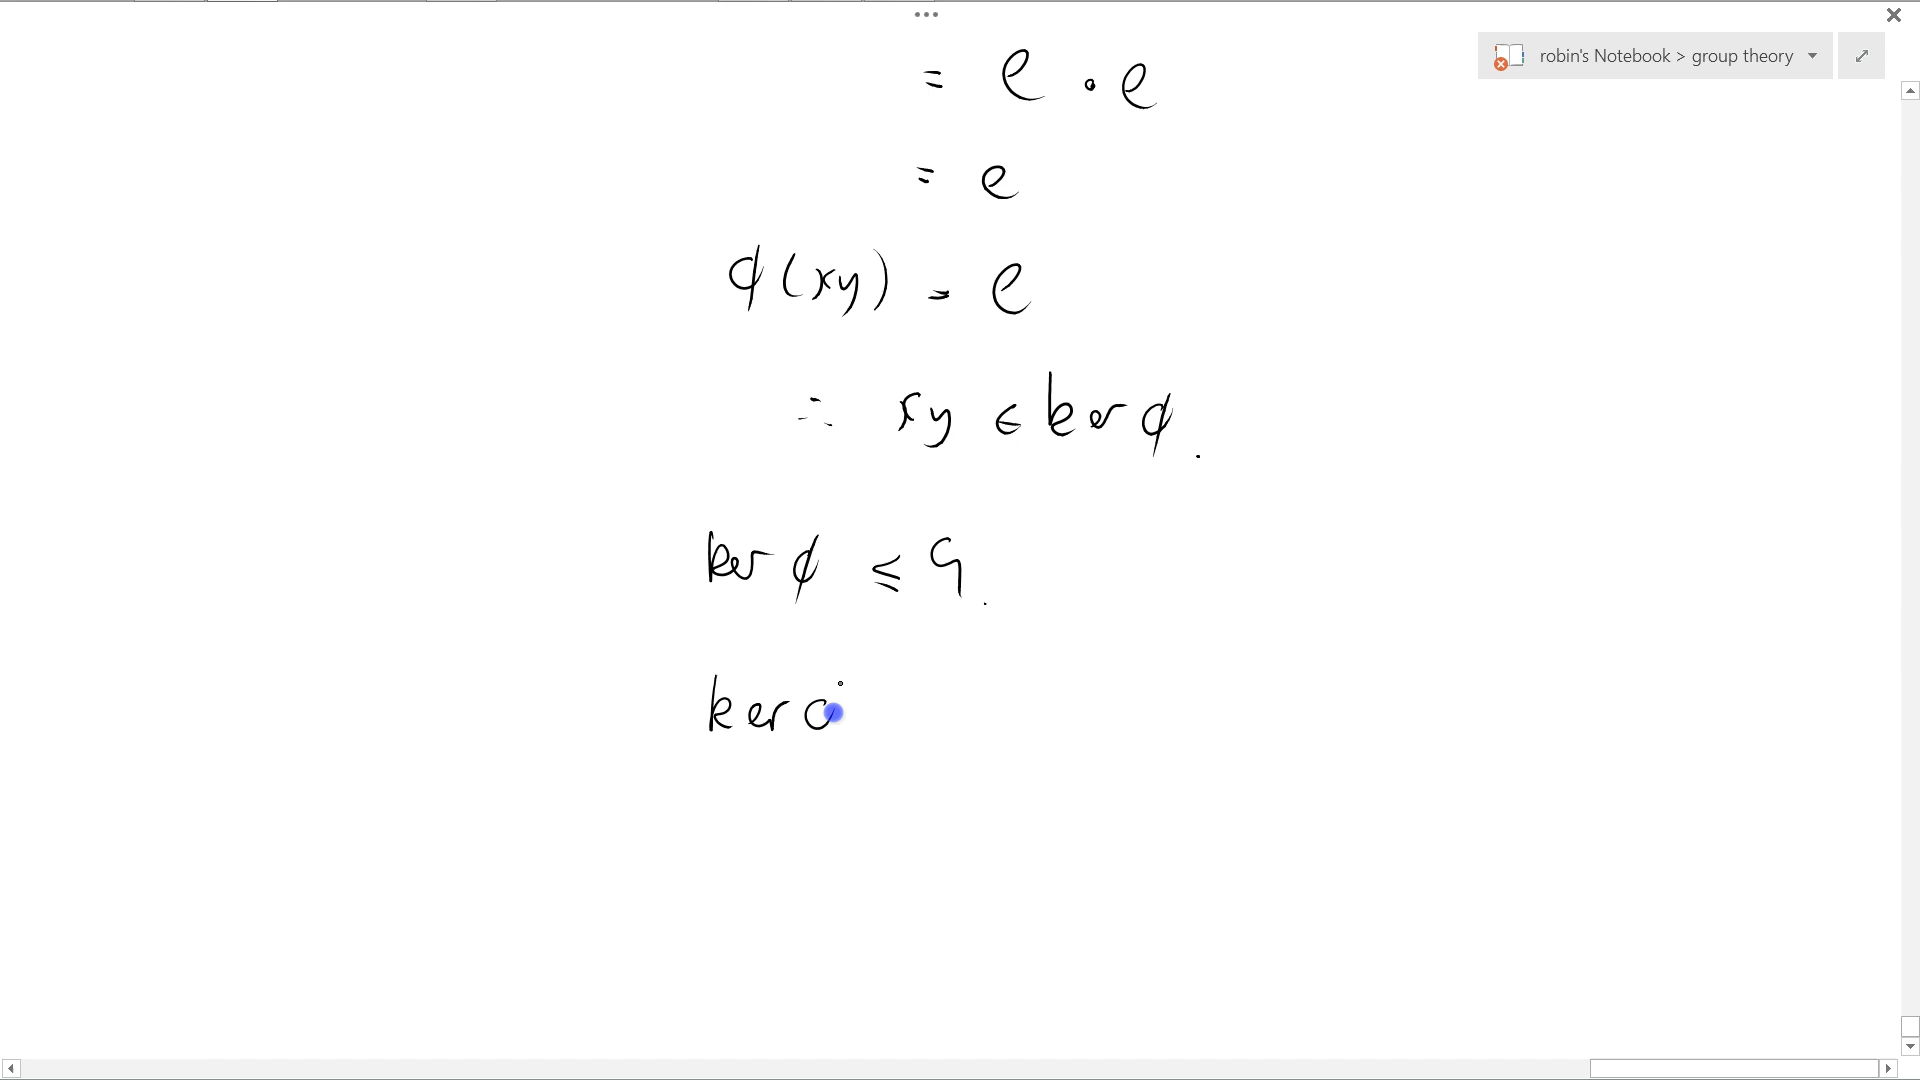 robin's Notebook > group theory
= e · e
= e
φ(xy) = e
∴ xy ∈ ker φ.
ker φ ≤ G.
ker